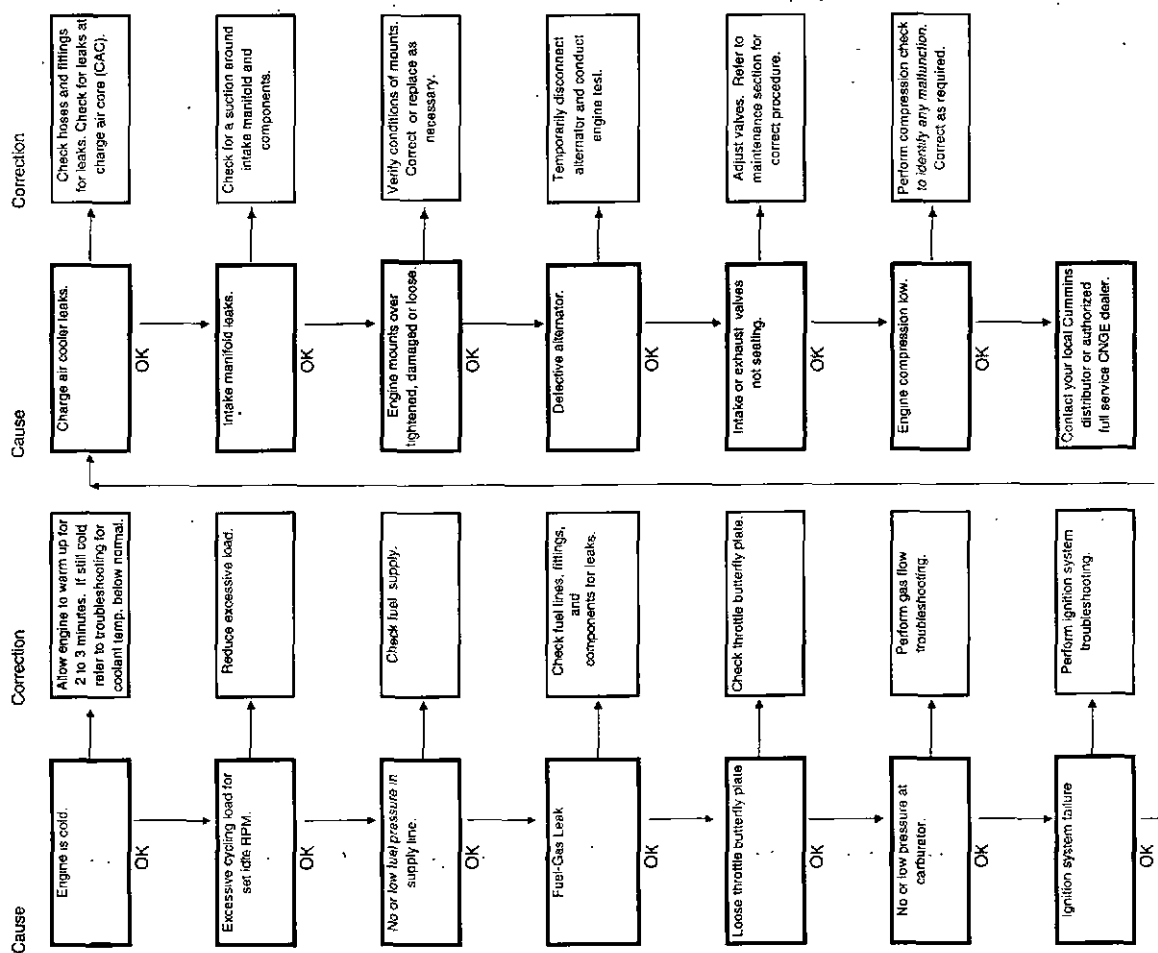 Cause
Correction
Engine is cold.
Allow engine to warm up for
2 to 3 minutes. If still cold
refer to troubleshooting for
coolant temp. below normal.
OK
Excessive cycling load for
set idle RPM.
Reduce excessive load.
OK
No or low fuel pressure in
supply line.
Check fuel supply.
OK
Fuel-Gas Leak
Check fuel lines, fittings,
and
components for leaks.
OK
Loose throttle butterfly plate
Check throttle butterfly plate.
OK
No or low pressure at
carburetor.
Perform gas flow
troubleshooting.
OK
Ignition system failure
Perform ignition system
troubleshooting.
OK
Cause
Correction
Charge air cooler leaks.
Check hoses and fittings
for leaks. Check for leaks at
charge air core (CAC).
OK
Intake manifold leaks.
Check for a suction around
intake manifold and
components.
OK
Engine mounts over
tightened, damaged or loose.
Verify conditions of mounts.
Correct or replace as
necessary.
OK
Defective alternator.
Temporarily disconnect
alternator and conduct
engine test.
OK
Intake or exhaust valves
not seating.
Adjust valves. Refer to
maintenance section for
correct procedure.
OK
Engine compression low.
Perform compression check
to identify any malfunction.
Correct as required.
OK
Contact your local Cummins
distributor or authorized
full service CNGE dealer.